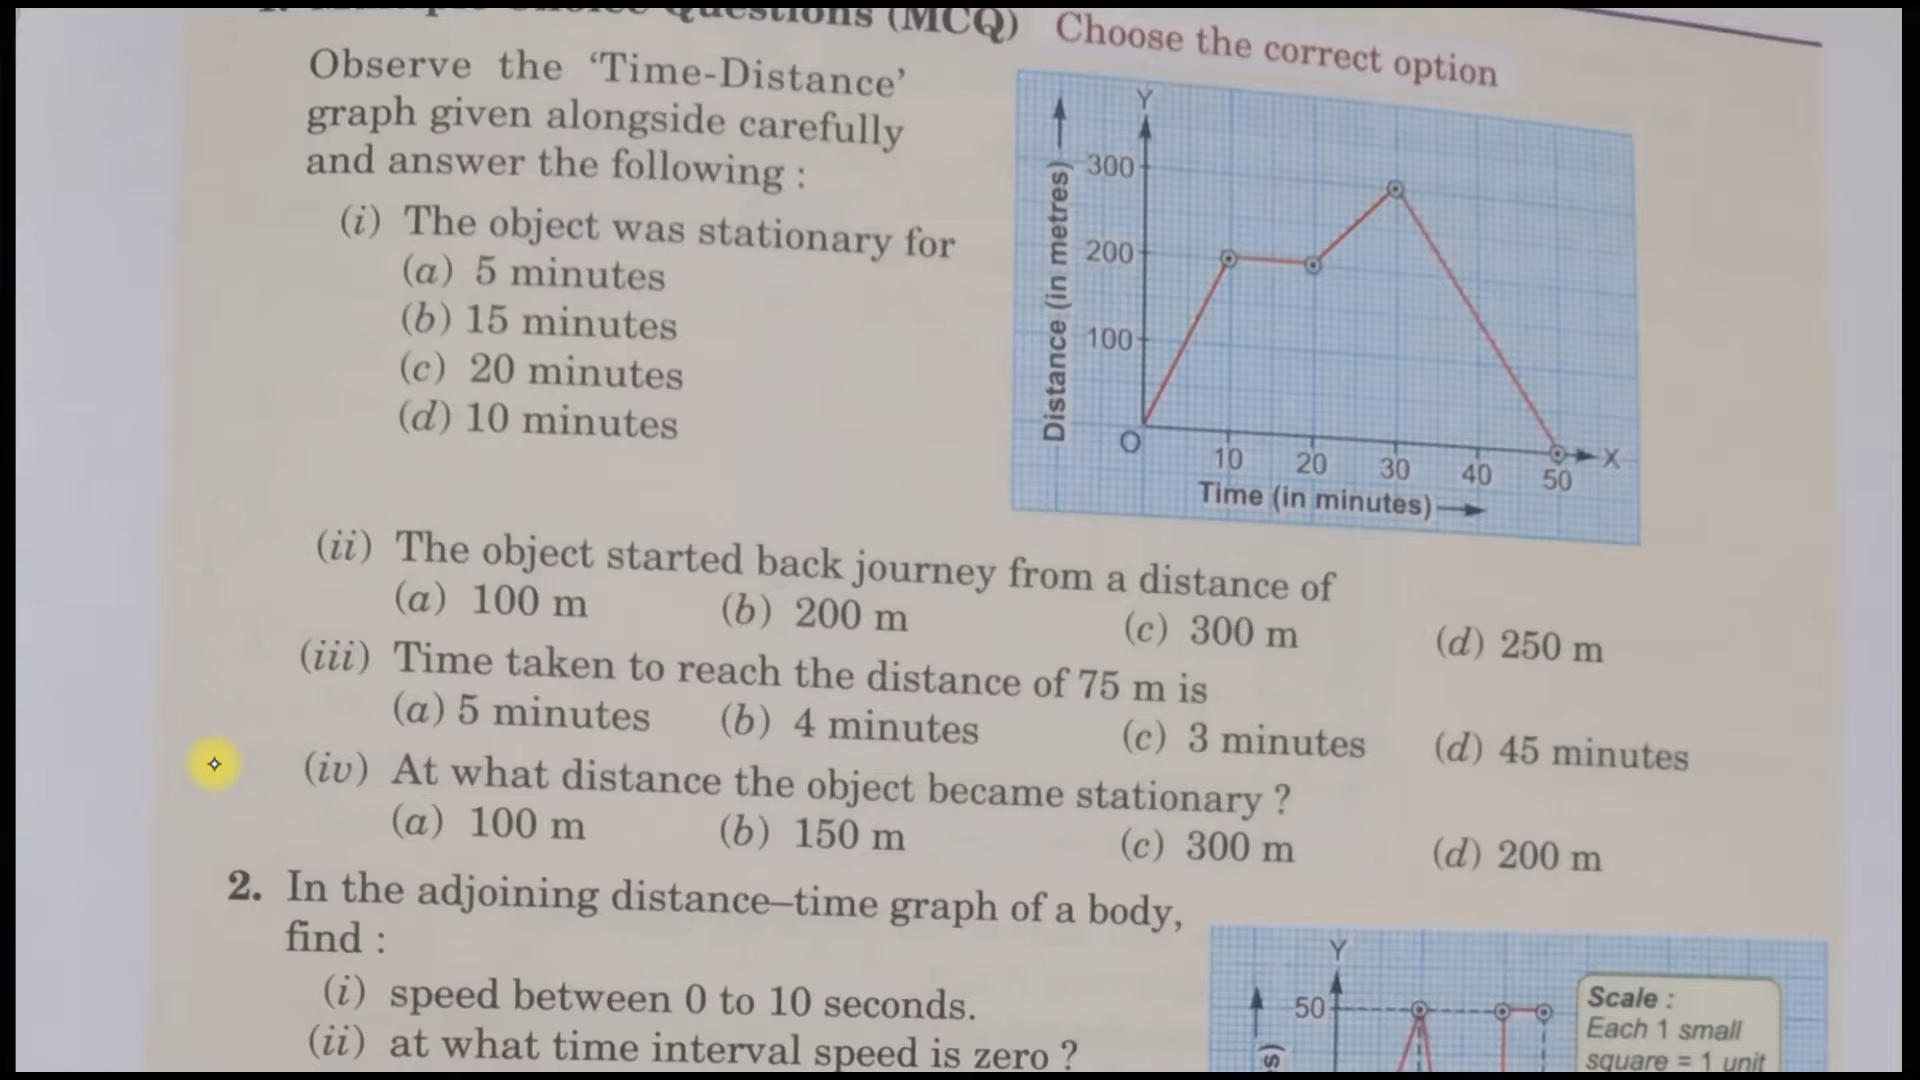 Multiple Choice Questions (MCQ) Choose the correct option
Observe the ‘Time-Distance’
graph given alongside carefully
and answer the following :
(i) The object was stationary for
(a) 5 minutes
(b) 15 minutes
(c) 20 minutes
(d) 10 minutes
Y
300
200
100
O
10 20 30 40 50 X
Time (in minutes)
Distance (in metres)
(ii) The object started back journey from a distance of
(a) 100 m (b) 200 m (c) 300 m (d) 250 m
(iii) Time taken to reach the distance of 75 m is
(a) 5 minutes (b) 4 minutes (c) 3 minutes (d) 45 minutes
(iv) At what distance the object became stationary ?
(a) 100 m (b) 150 m (c) 300 m (d) 200 m
2. In the adjoining distance–time graph of a body,
find :
(i) speed between 0 to 10 seconds.
(ii) at what time interval speed is zero ?
Y
50
Scale :
Each 1 small
square = 1 unit